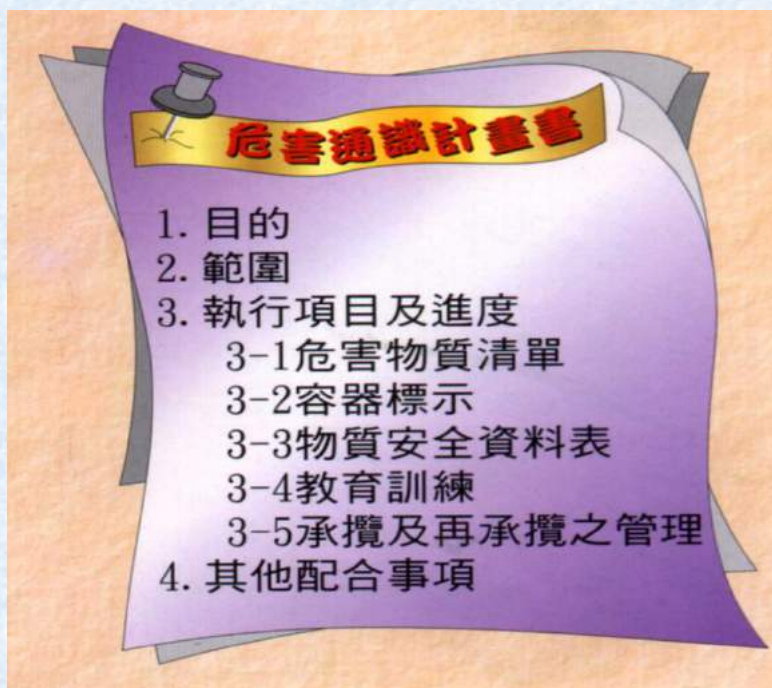 危害通識計畫書
1. 目的
2. 範圍
3. 執行項目及進度
3-1危害物質清單
3-2容器標示
3-3物質安全資料表
3-4教育訓練
3-5承攬及再承攬之管理
4. 其他配合事項